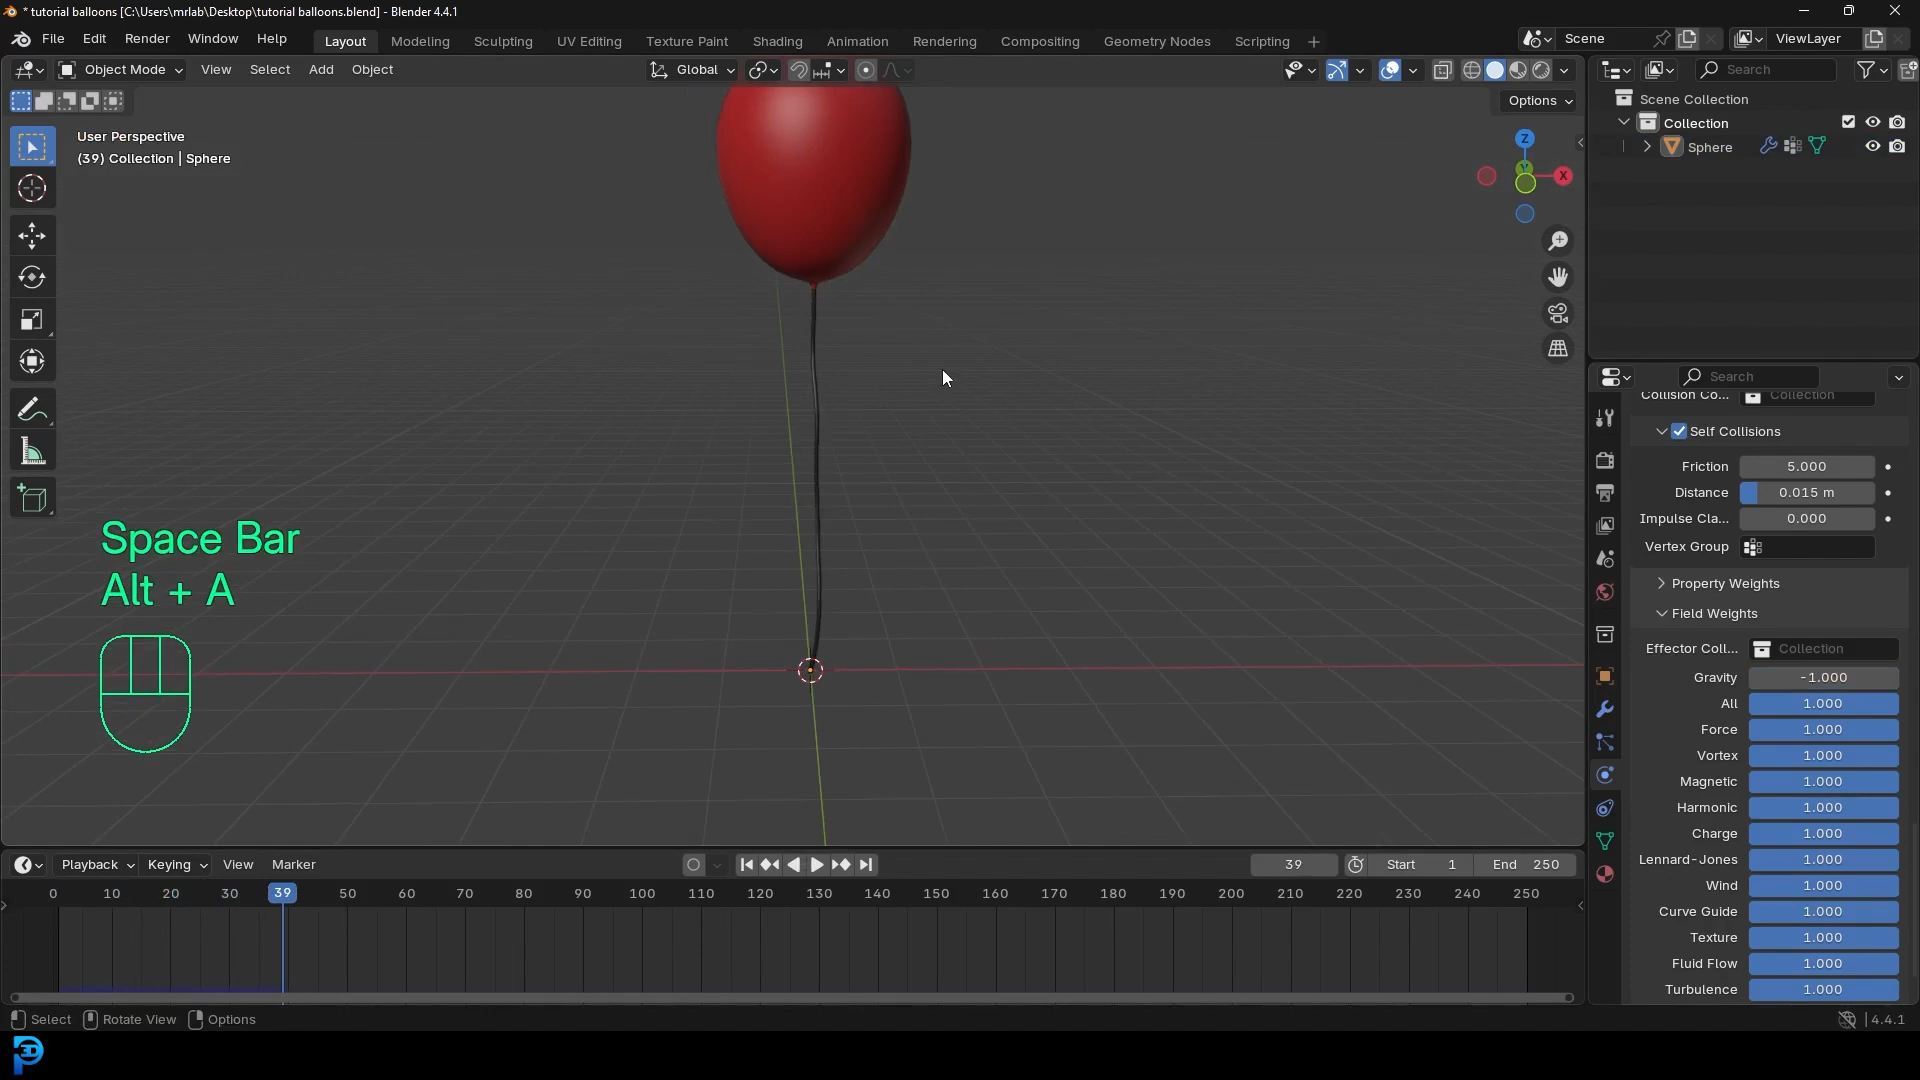 * tutorial balloons [C:\Users\mrlab\Desktop\tutorial balloons.blend] - Blender 4.4.1
File Edit Render Window Help Layout Modeling Sculpting UV Editing Texture Paint Shading Animation Rendering Compositing Geometry Nodes Scripting + Scene ViewLayer
Object Mode View Select Add Object Global Search
Options
User Perspective
(39) Collection | Sphere
Z
Y
X
Scene Collection
Collection
Sphere
Search
Collision Co... Collection
Self Collisions
Friction 5.000
Distance 0.015 m
Impulse Cla... 0.000
Vertex Group
Property Weights
Field Weights
Effector Coll... Collection
Gravity -1.000
All 1.000
Force 1.000
Vortex 1.000
Magnetic 1.000
Harmonic 1.000
Charge 1.000
Lennard-Jones 1.000
Wind 1.000
Curve Guide 1.000
Texture 1.000
Fluid Flow 1.000
Turbulence 1.000
Space Bar
Alt + A
Playback Keying View Marker 39 Start 1 End 250
0 10 20 30 39 50 60 70 80 90 100 110 120 130 140 150 160 170 180 190 200 210 220 230 240 250
Select Rotate View Options 4.4.1
3D